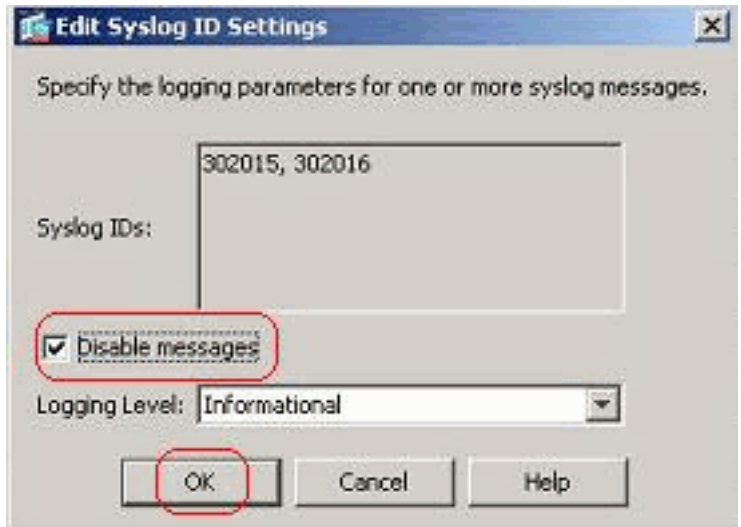 Edit Syslog ID Settings
Specify the logging parameters for one or more syslog messages.
302015, 302016
Syslog IDs:
Disable messages
Logging Level: Informational
OK Cancel Help